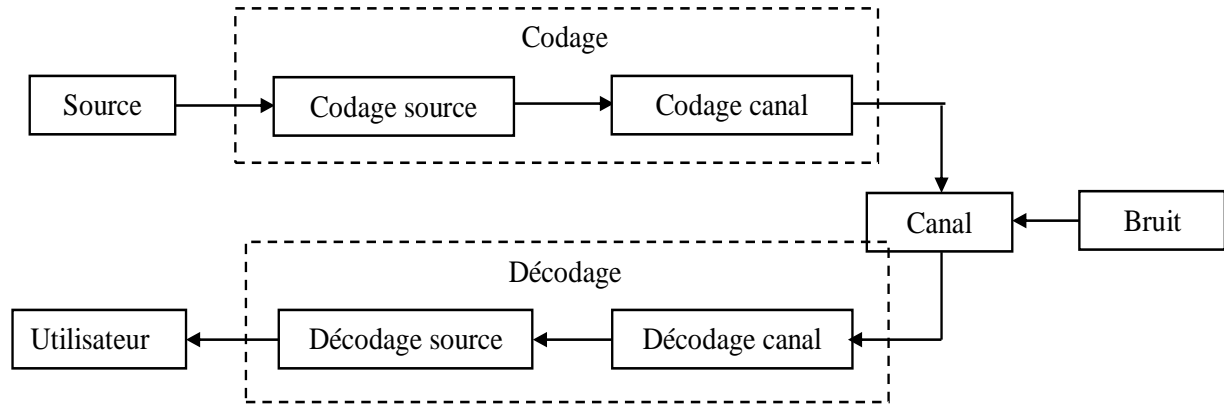 Codage
Source
Codage source
Codage canal
Canal
Bruit
Décodage
Utilisateur
Décodage source
Décodage canal